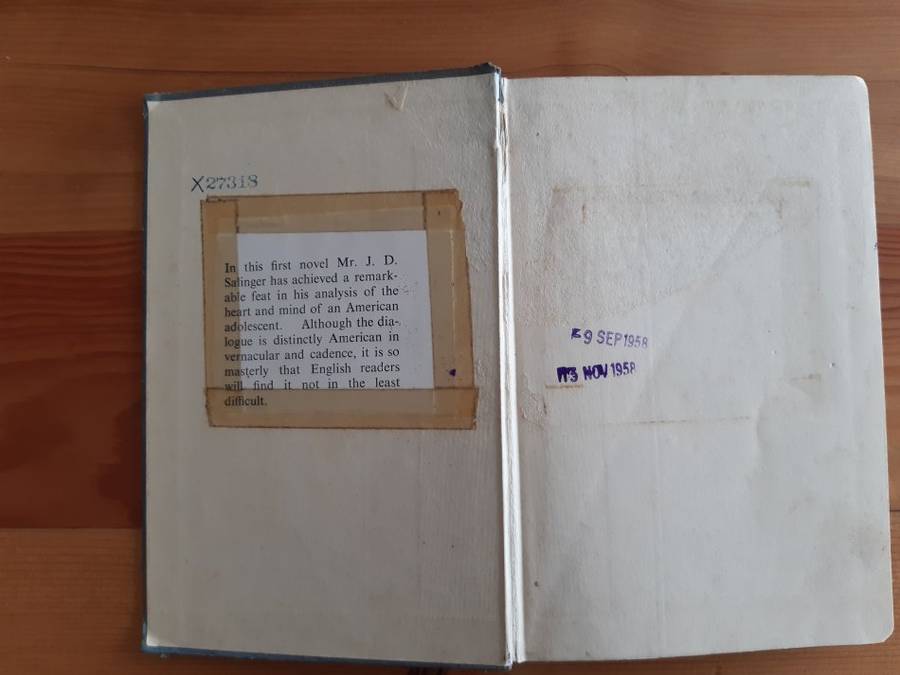 X27318
In this first novel Mr. J. D.
Salinger has achieved a remark-
able feat in his analysis of the
heart and mind of an American
adolescent. Although the dia-
logue is distinctly American in
vernacular and cadence, it is so
masterly that English readers
will find it not in the least
difficult.
9 SEP 1958
13 NOV 1958